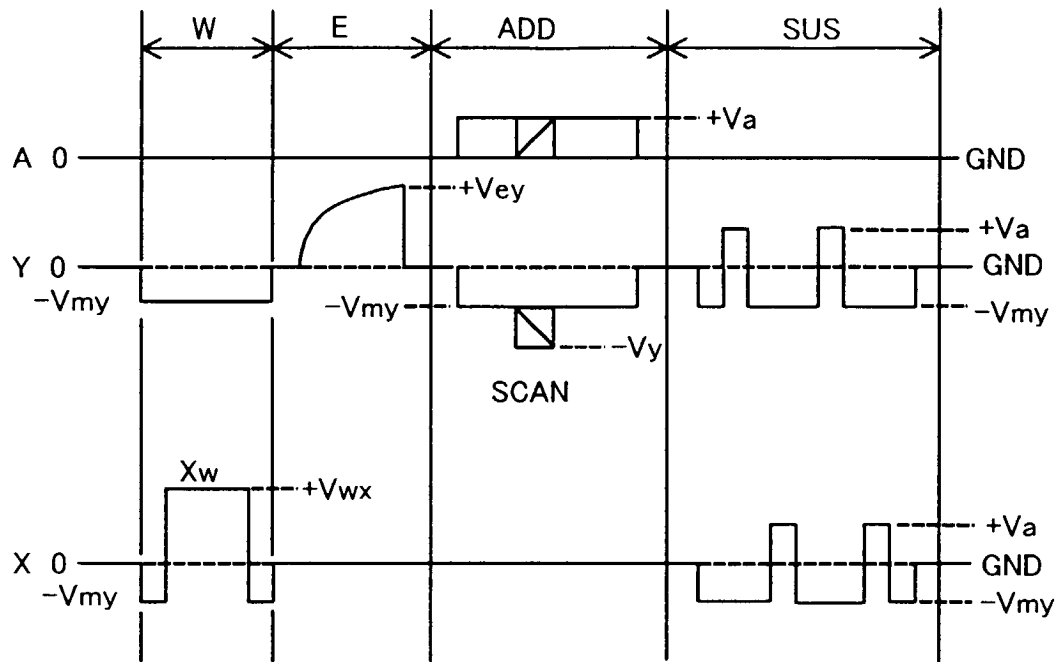 W E ADD SUS
+Va
A 0 GND
+Vey
+Va
Y 0 GND
-Vmy -Vmy -Vmy
-Vy
SCAN
Xw +Vwx
+Va
X 0 GND
-Vmy -Vmy